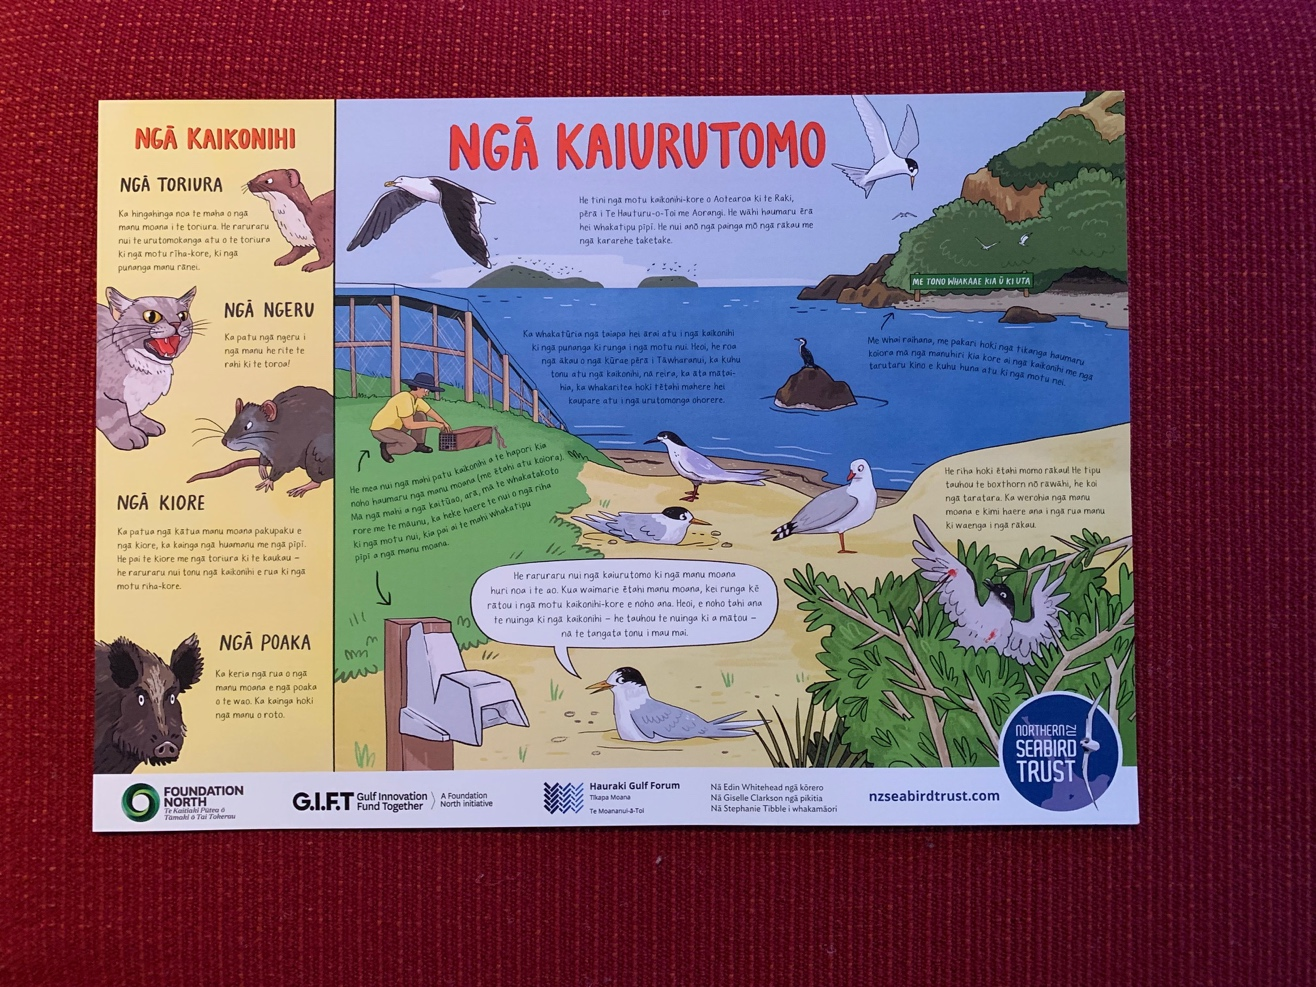 NGĀ KAIKONIHI
NGĀ TORIURA
Ka hingahinga noa te maha o ngā
manu moana i te toriura. He raruraru
nui te urutomokanga atu o te toriura
ki ngā motu rīha-kore, ki ngā
punanga manu rānei.
NGĀ NGERU
Ka patu ngā ngeru i
ngā manu he rite te
rahi ki te toroa!
NGĀ KIORE
Ka patua ngā kātua manu moana pakupaku e
ngā kiore, ka kainga ngā huamanu me ngā pīpī.
He pai te kiore me ngā toriura ki te kaukau –
he raruraru nui tonu ngā kaikonihi e rua ki ngā
motu riha-kore.
NGĀ POAKA
Ka keria ngā rua o ngā
manu moana e ngā poaka
o te wao. Ka kainga hoki
ngā manu o roto.
NGĀ KAIURUTOMO
He tini ngā motu kaikonihi-kore o Aotearoa ki te Raki,
pērā i Te Hauturu-o-Toi me Aorangi. He wāhi haumaru ēra
hei whakatipu pīpī. He nui anō ngā painga mō ngā rākau me
ngā kararehe taketake.
ME TONO WHAKAAE KIA Ū KI UTA
Ka whakatūria ngā taiapa hei ārai atu i ngā kaikonihi
ki ngā punanga ki runga i ngā motu nui. Heoi, he roa
ngā ākau o ngā kūrae pērā i Tāwharanui, ka kuhu
tonu atu ngā kaikonihi, nā reira, ka āta mātai-
hia, ka whakaritea hoki tētahi mahere hei
kaupare atu i ngā urutomonga ohorere.
Me whai raihana, me pakari hoki ngā tikanga haumaru
koiora mā ngā manuhiri kia kore ai ngā kaikonihi me ngā
tarutaru kino e kuhu huna atu ki ngā motu nei.
He mea nui ngā mahi patu kaikonihi a te hapori kia
noho haumaru ngā manu moana (me ētahi atu koiora).
Mā ngā mahi a ngā kaitūao, arā, mā te whakatakoto
rore me te māunu, ka heke haere te nui o ngā riha
ki ngā motu nui, kia pai ai te mahi whakatipu
pīpī a ngā manu moana.
He riha hoki ētahi momo rākau! He tipu
tauhou te boxthorn nō rāwāhi, he koi
ngā taratara. Ka werohia ngā manu
moana e kimi haere ana i ngā rua manu
ki waenga i ngā rākau.
He raruraru nui ngā kaiurutomo ki ngā manu moana
huri noa i te ao. Kua waimarie ētahi manu moana, kei runga kē
rātou i ngā motu kaikonihi-kore e noho ana. Heoi, e noho tahi ana
te nuinga ki ngā kaikonihi – he tauhou te nuinga ki a mātou –
nā te tangata tonu i mau mai.
FOUNDATION
NORTH
Te Kaitiaki Pūtea ō
Tāmaki ō Tai Tokerau
G.I.F.T Gulf Innovation
Fund Together
A Foundation
North Initiative
Hauraki Gulf Forum
Tīkapa Moana
Te Moananui-ā-Toi
Nā Edin Whitehead ngā kōrero
Nā Giselle Clarkson ngā pikitia
Nā Stephanie Tibble i whakamāori
nzseabirdtrust.com
NORTHERN NZ
SEABIRD
TRUST